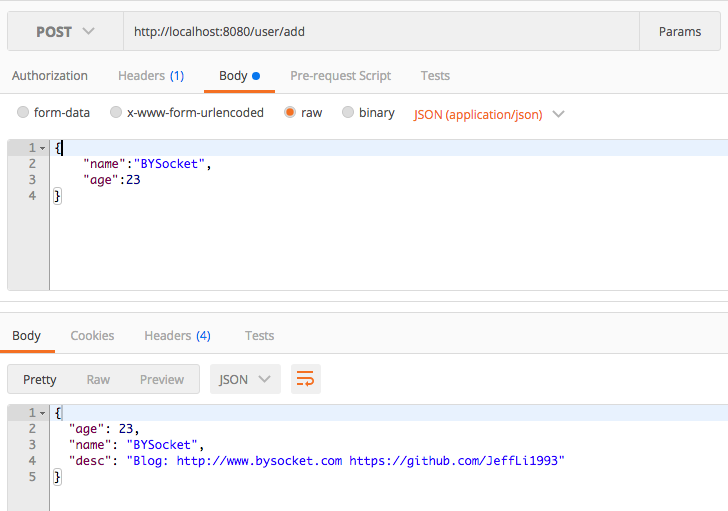 POST http://localhost:8080/user/add Params
Authorization Headers (1) Body Pre-request Script Tests
form-data x-www-form-urlencoded raw binary JSON (application/json)
1 {
2 "name":"BYSocket",
3 "age":23
4 }
Body Cookies Headers (4) Tests
Pretty Raw Preview JSON
1 {
2 "age": 23,
3 "name": "BYSocket",
4 "desc": "Blog: http://www.bysocket.com https://github.com/JeffLi1993"
5 }